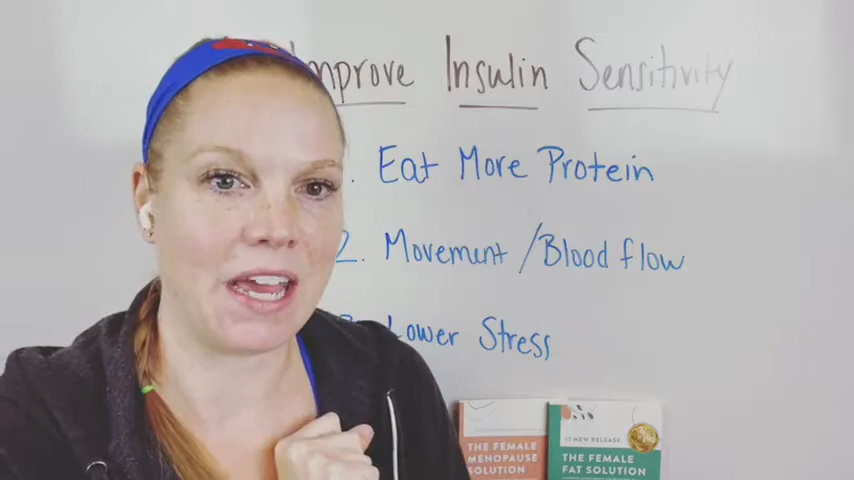 Improve Insulin Sensitivity
. Eat More Protein
2. Movement / Blood flow
Lower Stress
THE FEMALE
MENOPAUSE
SOLUTION
NEW RELEASE
THE FEMALE
FAT SOLUTION